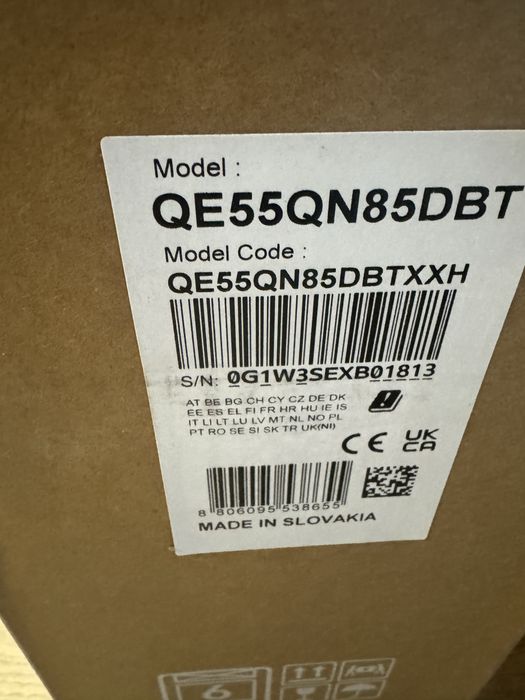 Model :
QE55QN85DBT
Model Code :
QE55QN85DBTXXH
S/N: 0G1W3SEXB01813
AT BE BG CH CY CZ DE DK
EE ES EL FI FR HR HU IE IS
IT LI LT LU LV MT NL NO PL
PT RO SE SI SK TR UK(NI)
CE UK
CA
8 806095 538655
MADE IN SLOVAKIA
6